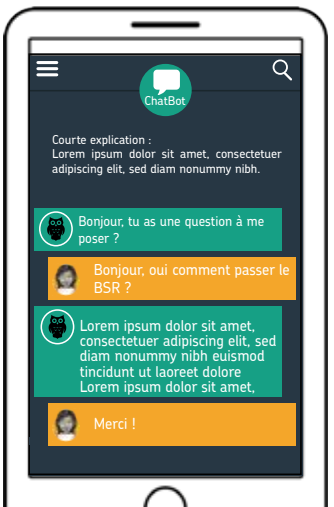 ChatBot
Courte explication :
Lorem ipsum dolor sit amet, consectetuer
adipiscing elit, sed diam nonummy nibh.
Bonjour, tu as une question à me
poser ?
Bonjour, oui comment passer le
BSR ?
Lorem ipsum dolor sit amet,
consectetuer adipiscing elit, sed
diam nonummy nibh euismod
tincidunt ut laoreet dolore
Lorem ipsum dolor sit amet,
Merci !